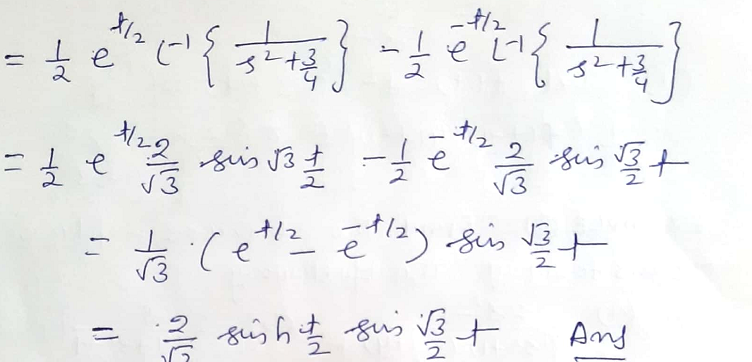 = 1/2 e^{t/2} L^{-1} { 1/(s^2 + 3/4) } - 1/2 e^{-t/2} L^{-1} { 1/(s^2 + 3/4) }
= 1/2 e^{t/2} 2/√3 sin √3 t/2 - 1/2 e^{-t/2} 2/√3 sin √3/2 t
= 1/√3 · (e^{t/2} - e^{-t/2}) sin √3/2 t
= 2/√3 sinh t/2 sin √3/2 t Ans